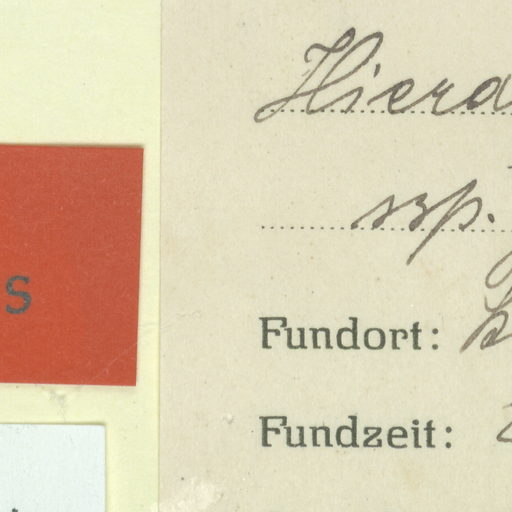 Hiera
ssp.
s
Fundort:
Fundzeit: